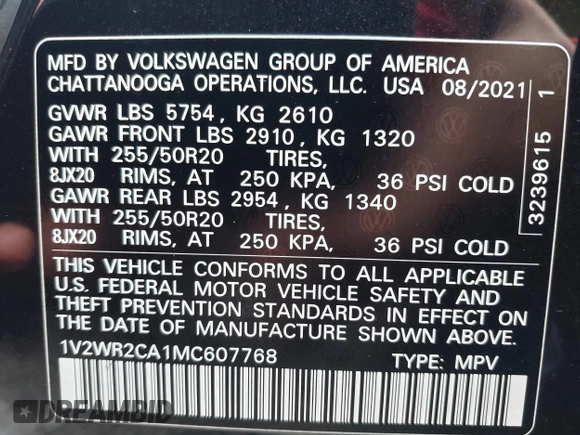 MFD BY VOLKSWAGEN GROUP OF AMERICA
CHATTANOOGA OPERATIONS, LLC. USA 08/2021
GVWR LBS 5754 , KG 2610
GAWR FRONT LBS 2910 , KG 1320
WITH 255/50R20 TIRES,
8JX20 RIMS, AT 250 KPA, 36 PSI COLD
GAWR REAR LBS 2954 , KG 1340
WITH 255/50R20 TIRES,
8JX20 RIMS, AT 250 KPA, 36 PSI COLD
THIS VEHICLE CONFORMS TO ALL APPLICABLE
U.S. FEDERAL MOTOR VEHICLE SAFETY AND
THEFT PREVENTION STANDARDS IN EFFECT ON
THE DATE OF MANUFACTURE SHOWN ABOVE.
1V2WR2CA1MC607768 TYPE: MPV
3239615 1
DREAMBID